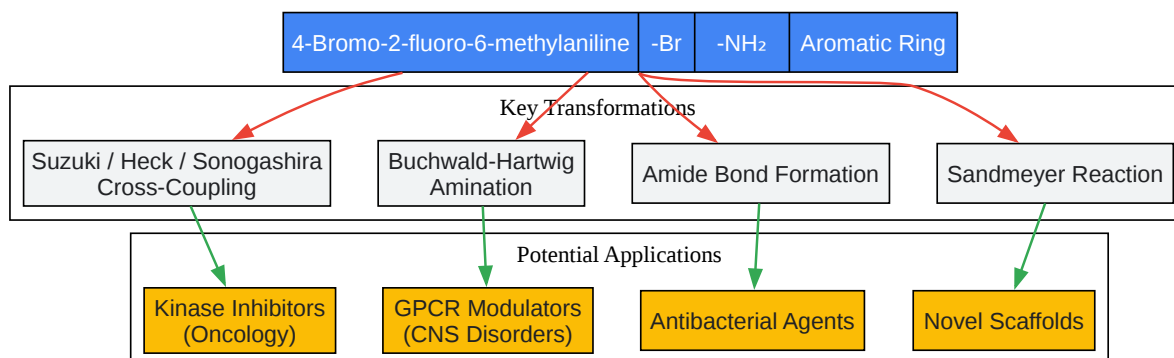 4-Bromo-2-fluoro-6-methylaniline -Br -NH₂ Aromatic Ring
Key Transformations
Suzuki / Heck / Sonogashira
Cross-Coupling
Buchwald-Hartwig
Amination
Amide Bond Formation
Sandmeyer Reaction
Potential Applications
Kinase Inhibitors
(Oncology)
GPCR Modulators
(CNS Disorders)
Antibacterial Agents
Novel Scaffolds